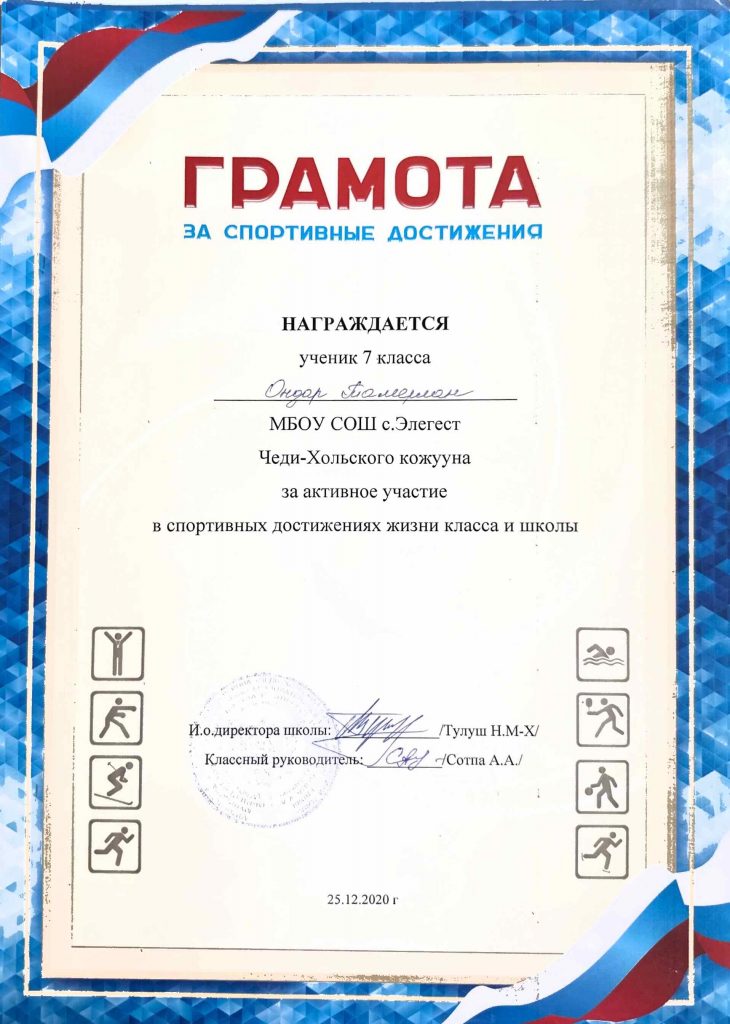 ГРАМОТА
ЗА СПОРТИВНЫЕ ДОСТИЖЕНИЯ
НАГРАЖДАЕТСЯ
ученик 7 класса
Ондар Тамерлан
МБОУ СОШ с.Элегест
Чеди-Хольского кожууна
за активное участие
в спортивных достижениях жизни класса и школы
И.о.директора школы: /Тулуш Н.М-Х/
Классный руководитель: /Сотпа А.А./
25.12.2020 г